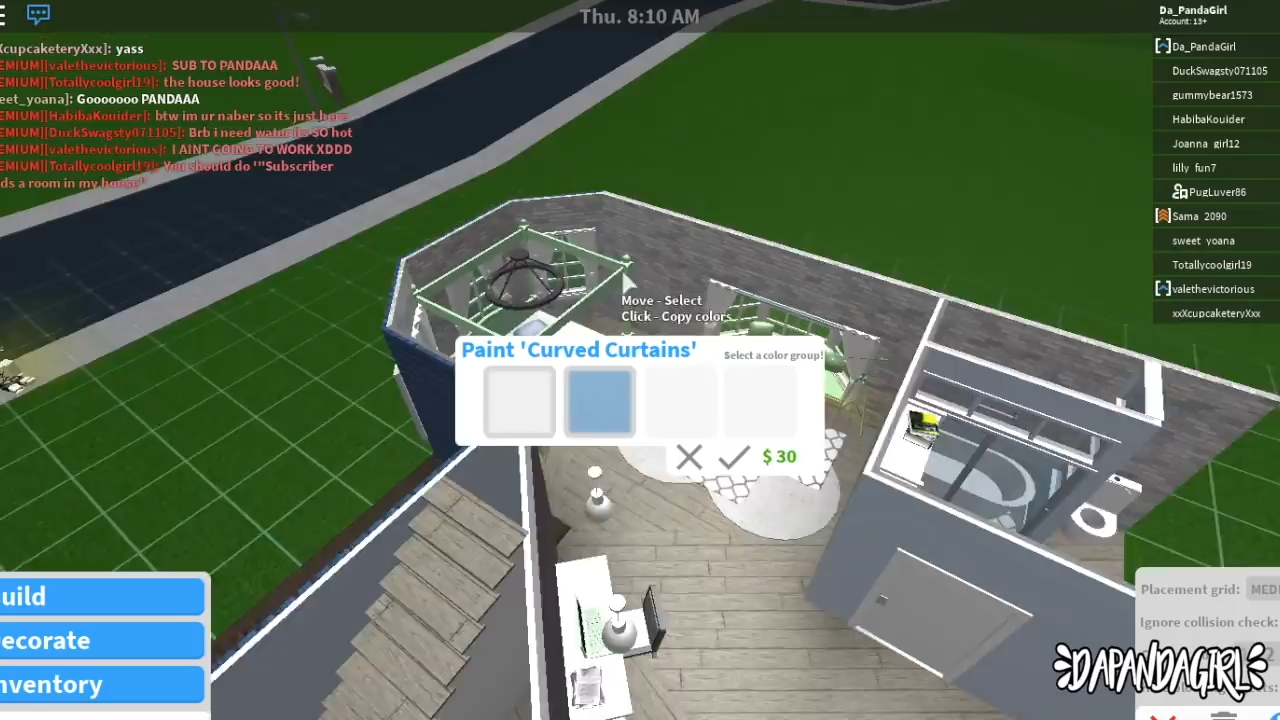 Thu. 8:10 AM
Da_PandaGirl
Account: 13+
XcupcaketeryXxx]: yass
EMIUM][valethevictorious]: SUB TO PANDAAA
EMIUM][Totallycoolgirl19]: the house looks good!
eet_yoana]: Gooooooo PANDAAA
EMIUM][HabibaKouider]: btw im ur naber so its just here
EMIUM][DuckSwagsty071105]: Brb i need water its SO hot
EMIUM][valethevictorious]: I AINT GOING TO WORK XDDD
EMIUM][Totallycoolgirl19]: You should do '"Subscriber
ds a room in my house"
Da_PandaGirl
DuckSwagsty071105
gummybear1573
HabibaKouider
Joanna_girl12
lilly_fun7
PugLuver86
Sama_2090
sweet_yoana
Totallycoolgirl19
valethevictorious
xxXcupcaketeryXxx
Move - Select
Click - Copy colors
Paint 'Curved Curtains'
Select a color group!
$ 30
uild
ecorate
nventory
Placement grid: MEDI
Ignore collision check:
DAPANDAGIRL